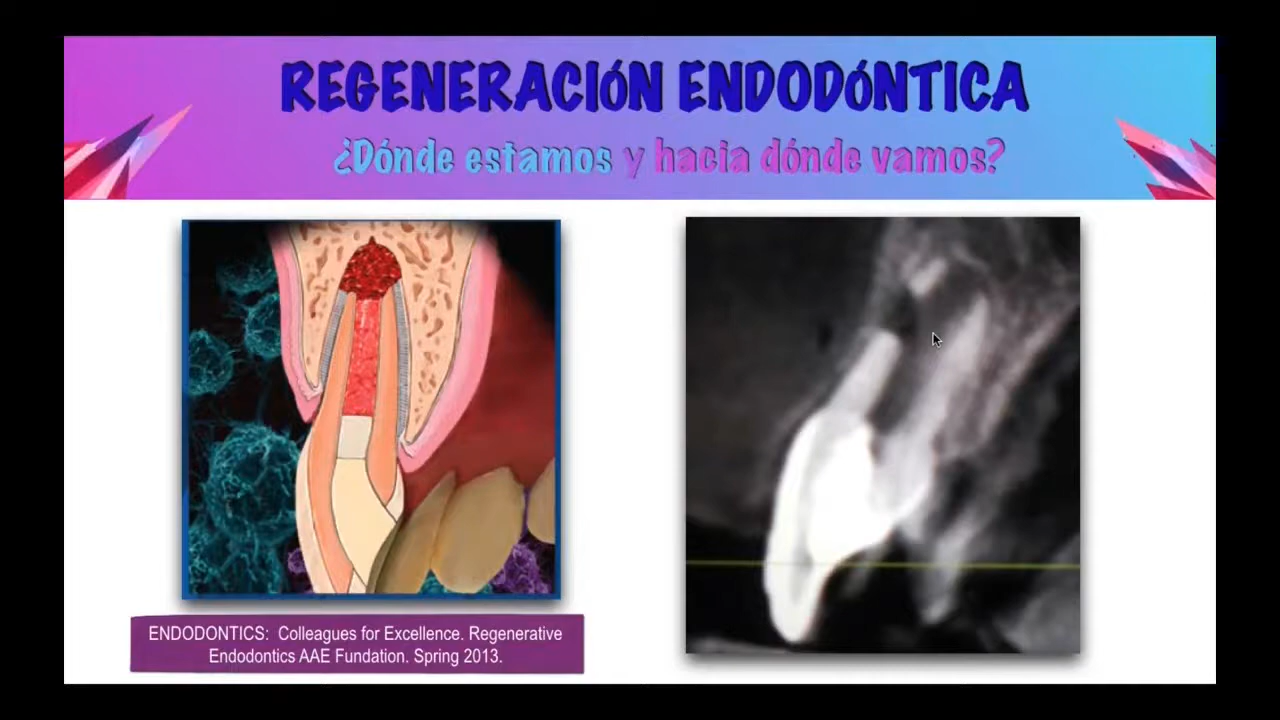 REGENERACIóN ENDODóNTICA
¿Dónde estamos y hacia dónde vamos?
ENDODONTICS: Colleagues for Excellence. Regenerative
Endodontics AAE Fundation. Spring 2013.